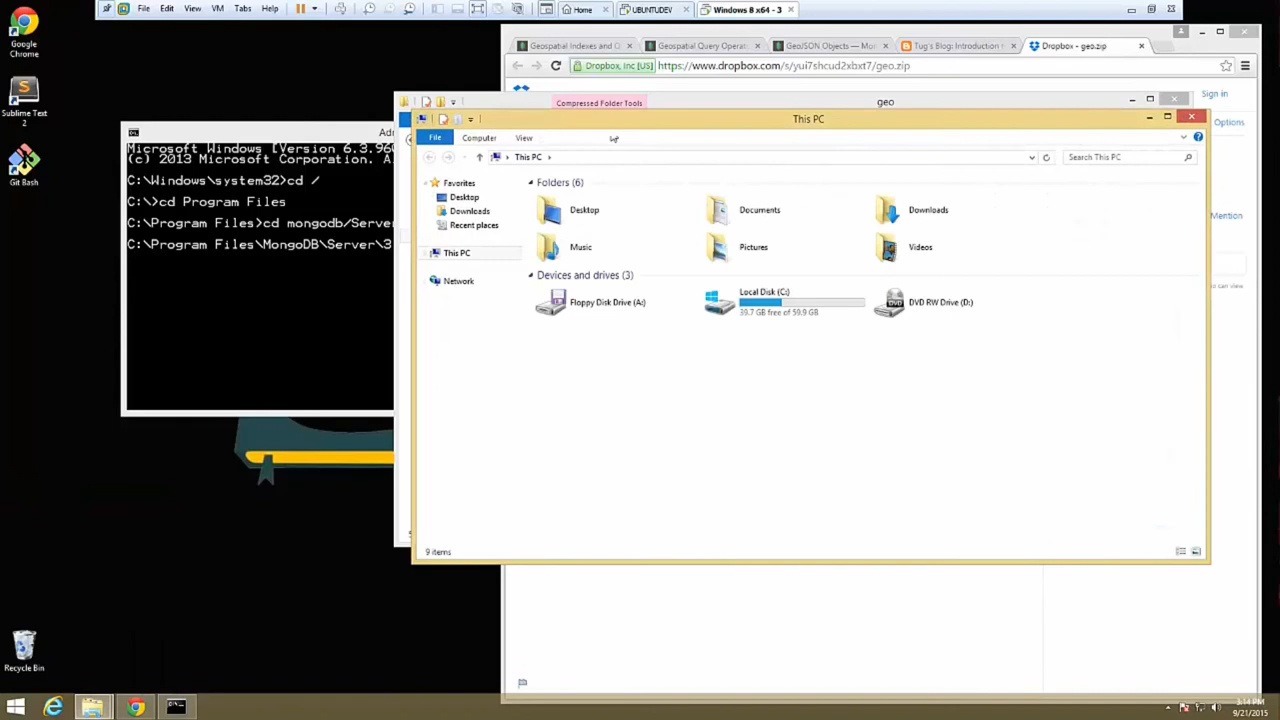 File Edit View VM Tabs Help
Home
UBUNTUDEV
Windows 8 x64 - 3
Google Chrome
Sublime Text 2
Git Bash
Recycle Bin
Geospatial Indexes and
Geospatial Query Operat
GeoJSON Objects — Mo
Tug's Blog: Introduction
Dropbox - geo.zip
Dropbox, Inc [US]
https://www.dropbox.com/s/yui7shcud2xbxt7/geo.zip
Sign in
Options
Mention
can view
Compressed Folder Tools
geo
This PC
File
Computer
View
This PC
Search This PC
Favorites
Desktop
Downloads
Recent places
This PC
Network
Folders (6)
Desktop
Documents
Downloads
Music
Pictures
Videos
Devices and drives (3)
Floppy Disk Drive (A:)
Local Disk (C:)
39.7 GB free of 59.9 GB
DVD RW Drive (D:)
9 items
Microsoft Windows [Version 6.3.960
(c) 2013 Microsoft Corporation. A
C:\Windows\system32>cd /
C:\>cd Program Files
C:\Program Files>cd mongodb/Server
C:\Program Files\MongoDB\Server\3
3:14 PM
9/21/2015